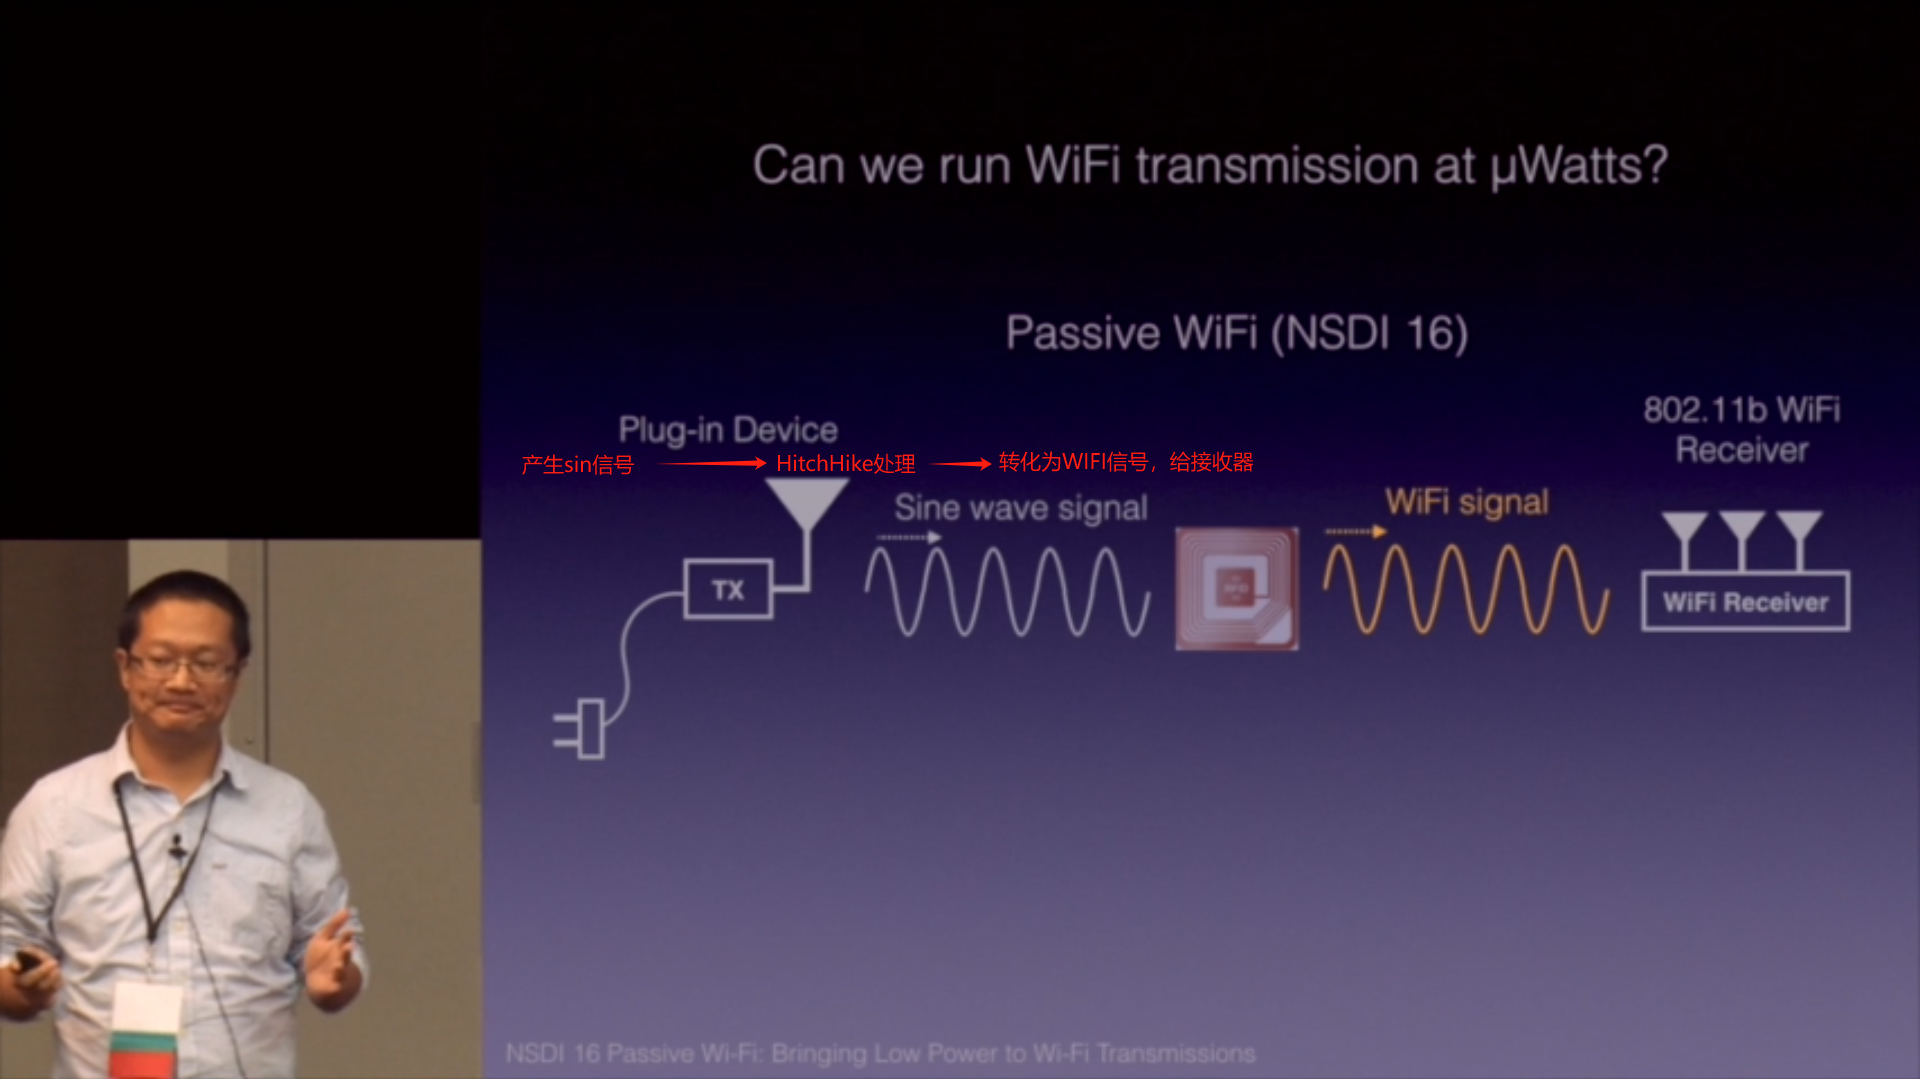 Can we run WiFi transmission at µWatts?
Passive WiFi (NSDI 16)
802.11b WiFi
Receiver
Plug-in Device
产生sin信号
HitchHike处理
转化为WIFI信号，给接收器
Sine wave signal
WiFi signal
TX
WiFi Receiver
NSDI 16 Passive Wi-Fi: Bringing Low Power to Wi-Fi Transmissions